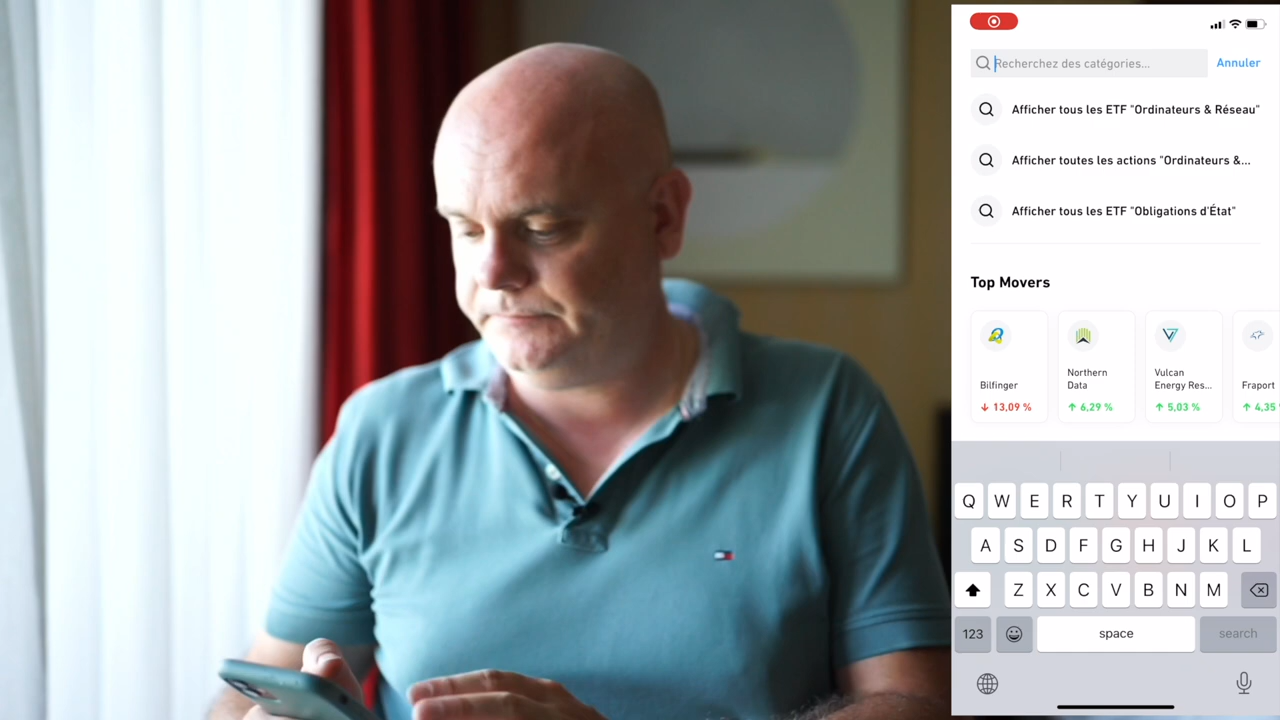 Recherchez des catégories...
Annuler
Afficher tous les ETF "Ordinateurs & Réseau"
Afficher toutes les actions "Ordinateurs &...
Afficher tous les ETF "Obligations d'État"
Top Movers
Bilfinger
13,09 %
Northern
Data
6,29 %
Vulcan
Energy Res...
5,03 %
Fraport
4,35
Q W E R T Y U I O P
A S D F G H J K L
Z X C V B N M
123
space
search